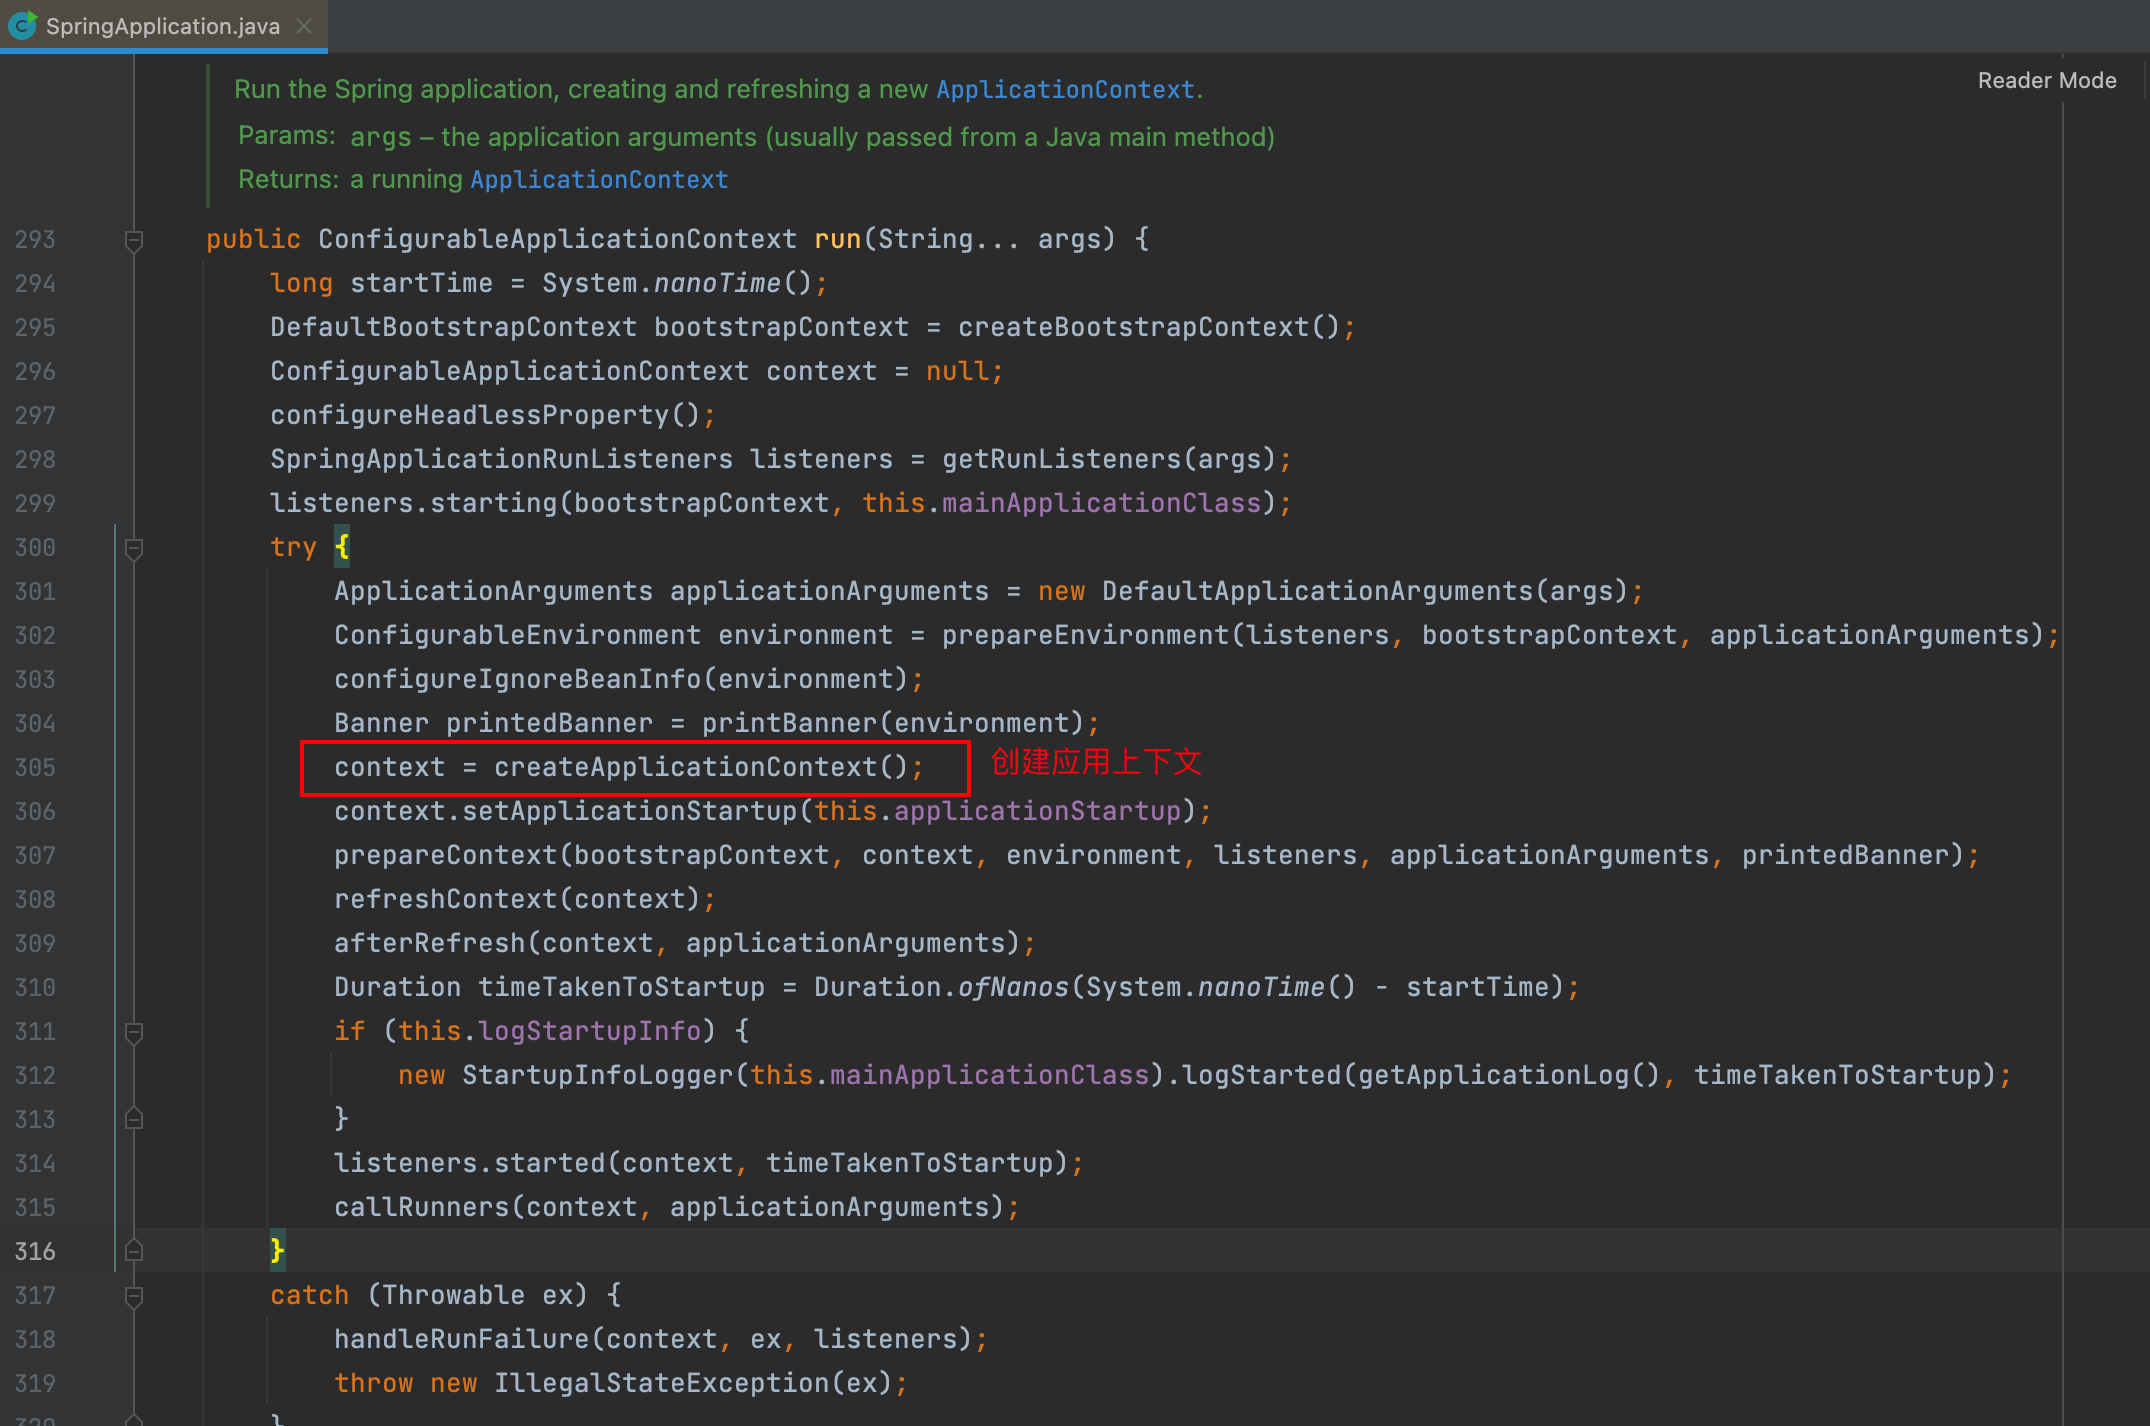 SpringApplication.java
Reader Mode
Run the Spring application, creating and refreshing a new ApplicationContext.
Params: args – the application arguments (usually passed from a Java main method)
Returns: a running ApplicationContext
293 public ConfigurableApplicationContext run(String... args) {
294 long startTime = System.nanoTime();
295 DefaultBootstrapContext bootstrapContext = createBootstrapContext();
296 ConfigurableApplicationContext context = null;
297 configureHeadlessProperty();
298 SpringApplicationRunListeners listeners = getRunListeners(args);
299 listeners.starting(bootstrapContext, this.mainApplicationClass);
300 try {
301 ApplicationArguments applicationArguments = new DefaultApplicationArguments(args);
302 ConfigurableEnvironment environment = prepareEnvironment(listeners, bootstrapContext, applicationArguments);
303 configureIgnoreBeanInfo(environment);
304 Banner printedBanner = printBanner(environment);
305 context = createApplicationContext(); 创建应用上下文
306 context.setApplicationStartup(this.applicationStartup);
307 prepareContext(bootstrapContext, context, environment, listeners, applicationArguments, printedBanner);
308 refreshContext(context);
309 afterRefresh(context, applicationArguments);
310 Duration timeTakenToStartup = Duration.ofNanos(System.nanoTime() - startTime);
311 if (this.logStartupInfo) {
312 new StartupInfoLogger(this.mainApplicationClass).logStarted(getApplicationLog(), timeTakenToStartup);
313 }
314 listeners.started(context, timeTakenToStartup);
315 callRunners(context, applicationArguments);
316 }
317 catch (Throwable ex) {
318 handleRunFailure(context, ex, listeners);
319 throw new IllegalStateException(ex);
320 }